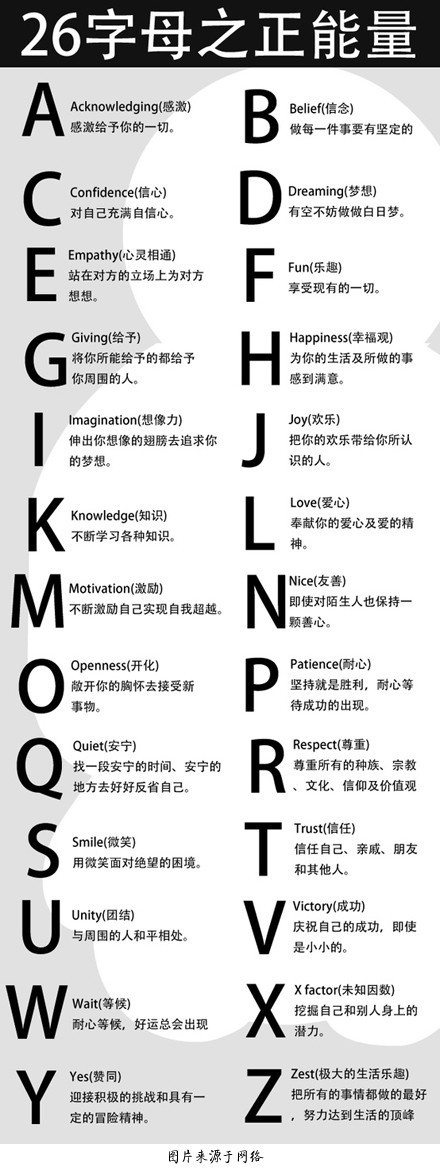 26字母之正能量
A
Acknowledging(感激)
感激给予你的一切。
B
Belief(信念)
做每一件事要有坚定的
C
Confidence(信心)
对自己充满自信心。
D
Dreaming(梦想)
有空不妨做做白日梦。
E
Empathy(心灵相通)
站在对方的立场上为对方
想想。
F
Fun(乐趣)
享受现有的一切。
G
Giving(给予)
将你所能给予的都给予
你周围的人。
H
Happiness(幸福观)
为你的生活及所做的事
感到满意。
I
Imagination(想像力)
伸出你想像的翅膀去追求你
的梦想。
J
Joy(欢乐)
把你的欢乐带给你所认
识的人。
K
Knowledge(知识)
不断学习各种知识。
L
Love(爱心)
奉献你的爱心及爱的精
神。
M
Motivation(激励)
不断激励自己实现自我超越。
N
Nice(友善)
即使对陌生人也保持一
颗善心。
O
Openness(开化)
敞开你的胸怀去接受新
事物。
P
Patience(耐心)
坚持就是胜利，耐心等
待成功的出现。
Q
Quiet(安宁)
找一段安宁的时间、安宁的
地方去好好反省自己。
R
Respect(尊重)
尊重所有的种族、宗教
、文化、信仰及价值观
S
Smile(微笑)
用微笑面对绝望的困境。
T
Trust(信任)
信任自己、亲戚、朋友
和其他人。
U
Unity(团结)
与周围的人和平相处。
V
Victory(成功)
庆祝自己的成功，即使
是小小的。
W
Wait(等候)
耐心等候，好运总会出现
X
X factor(未知因数)
挖掘自己和别人身上的
潜力。
Y
Yes(赞同)
迎接积极的挑战和具有一
定的冒险精神。
Z
Zest(极大的生活乐趣)
把所有的事情都做的最好
，努力达到生活的顶峰
图片来源于网络